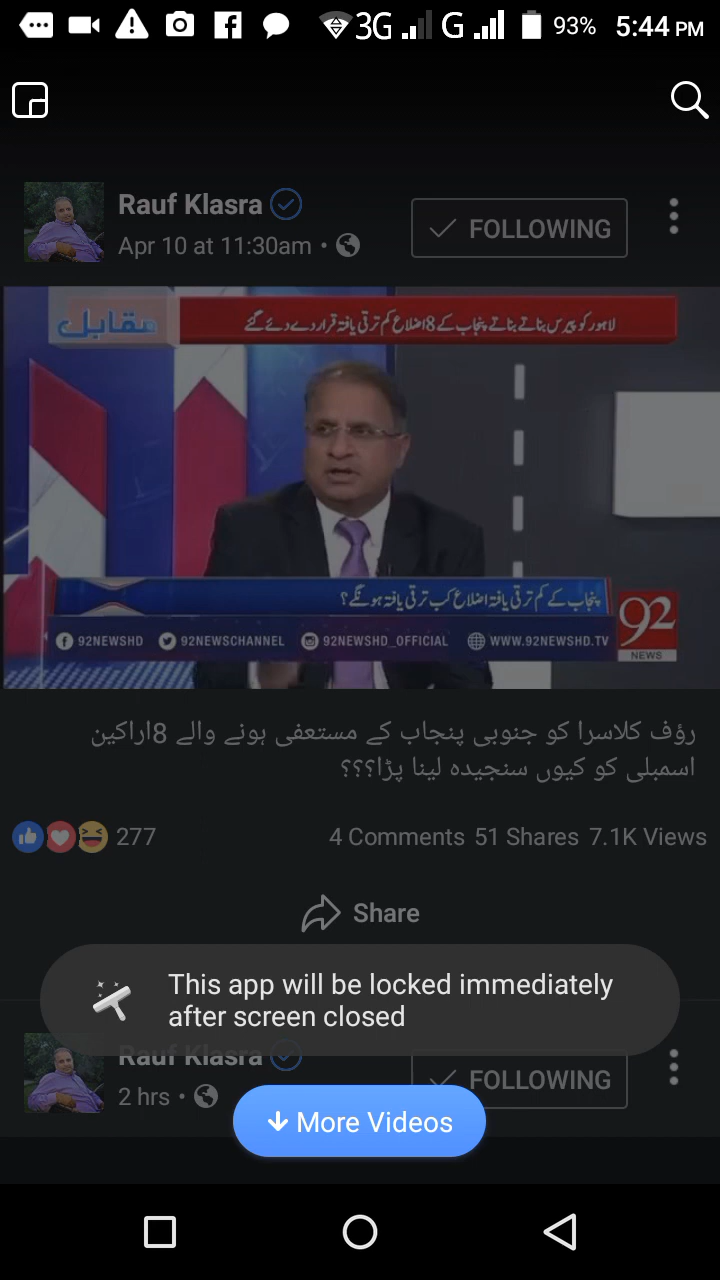 3G G 93% 5:44 PM
Rauf Klasra
Apr 10 at 11:30am •
FOLLOWING
مقابل
لاہور کو پیرس بناتے بناتے پنجاب کے 8 اضلاع کم ترقی یافتہ قرار دے دئے گئے
پنجاب کے کم ترقی یافتہ اضلاع کب ترقی یافتہ ہونگے؟
92
NEWS
92NEWSHD 92NEWSCHANNEL 92NEWSHD_OFFICIAL WWW.92NEWSHD.TV
رؤف کلاسرا کو جنوبی پنجاب کے مستعفی ہونے والے 8اراکین
اسمبلی کو کیوں سنجیدہ لینا پڑا؟؟؟
277
4 Comments 51 Shares 7.1K Views
Share
This app will be locked immediately
after screen closed
Rauf Klasra
2 hrs •
FOLLOWING
More Videos